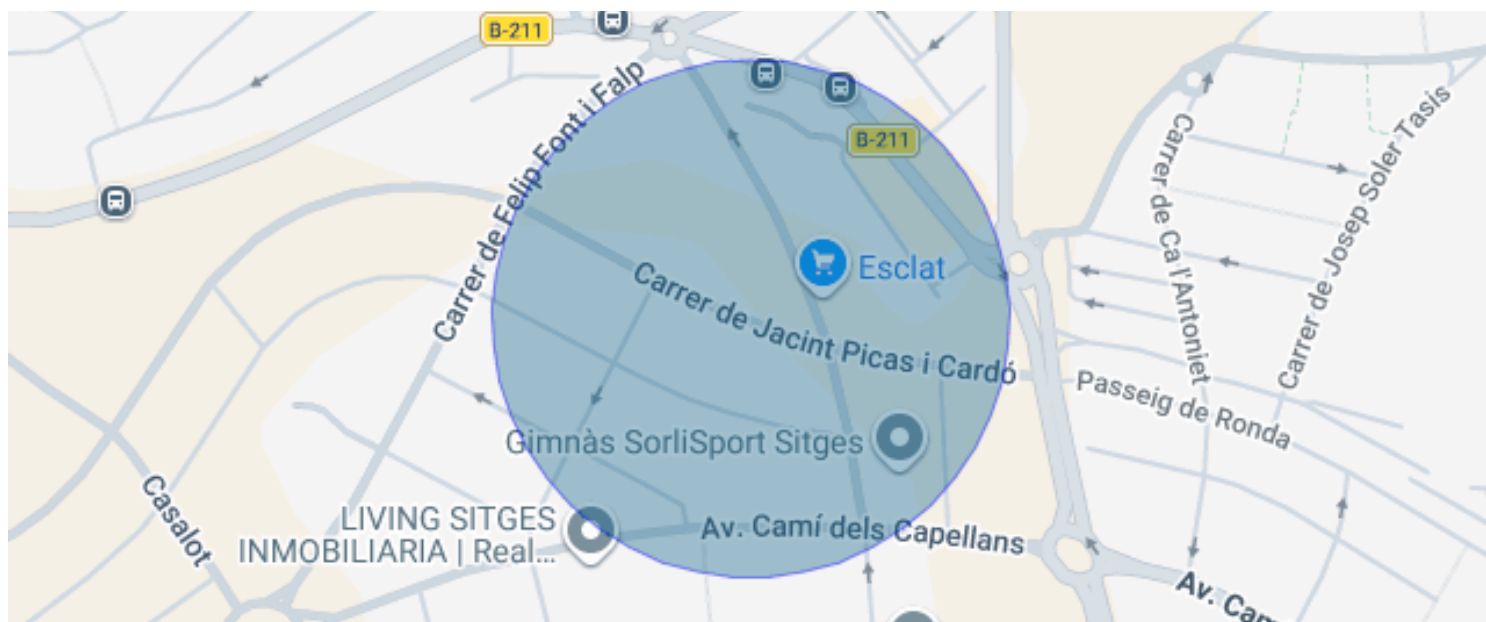 B-211
Carrer de Felip Font i Falp
B-211
Carrer de Ca l'Antoniet
Carrer de Josep Soler Tasis
Esclat
Carrer de Jacint Picas i Cardó
Passeig de Ronda
Gimnàs SorliSport Sitges
Casalot
LIVING SITGES
INMOBILIARIA | Real...
Av. Camí dels Capellans
Av. Cam